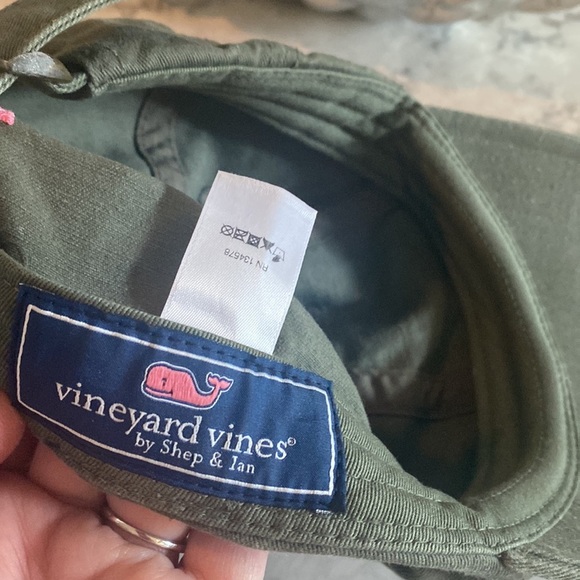 RN 134578
vineyard vines®
by Shep & Ian